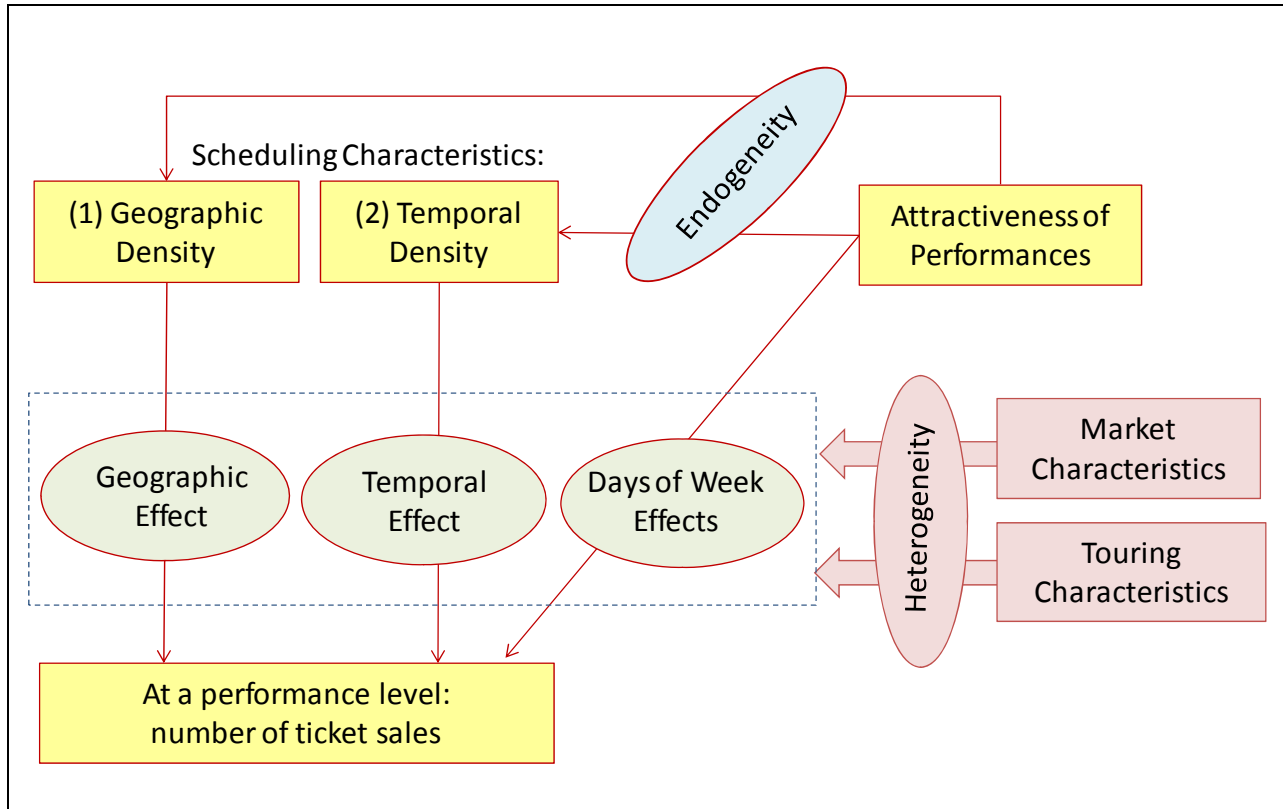 Endogeneity
Scheduling Characteristics:
(1) Geographic
Density
(2) Temporal
Density
Attractiveness of
Performances
Geographic
Effect
Temporal
Effect
Days of Week
Effects
Heterogeneity
Market
Characteristics
Touring
Characteristics
At a performance level:
number of ticket sales